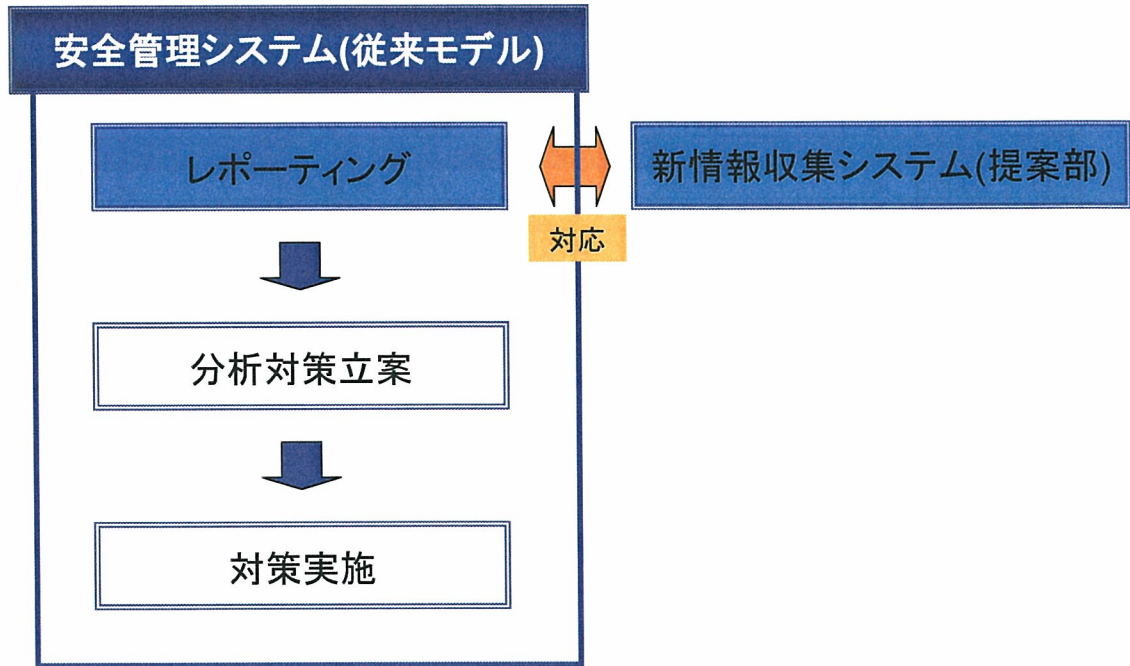 安全管理システム(従来モデル)
レポーティング
新情報収集システム(提案部)
対応
分析対策立案
対策実施